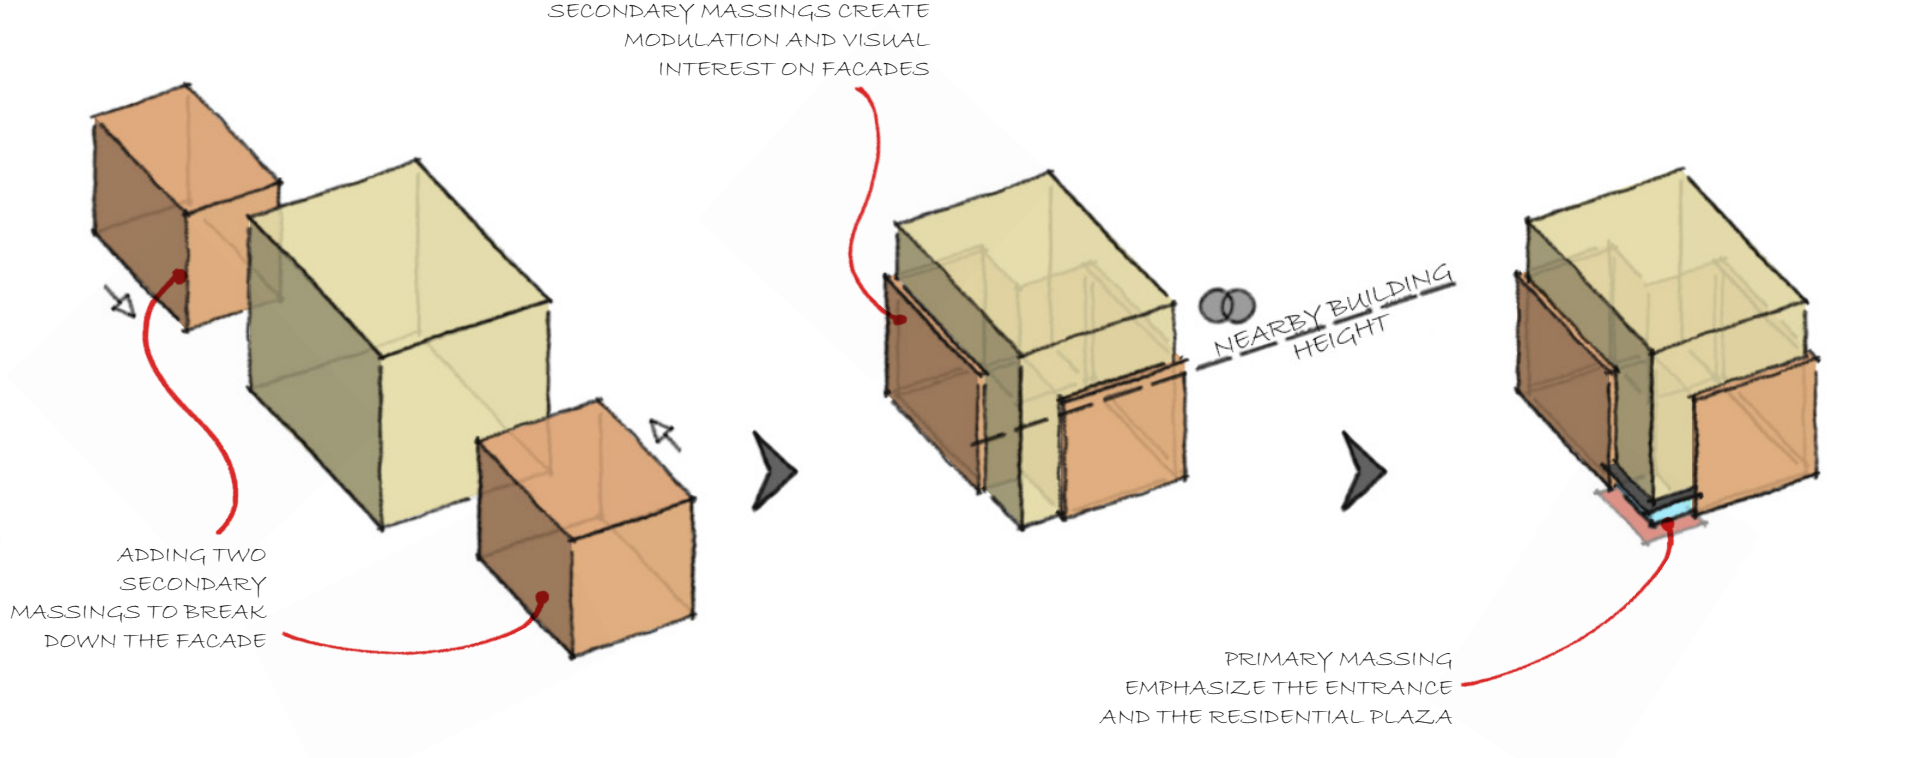 SECONDARY MASSINGS CREATE
MODULATION AND VISUAL
INTEREST ON FACADES
NEARBY BUILDING
HEIGHT
ADDING TWO
SECONDARY
MASSINGS TO BREAK
DOWN THE FACADE
PRIMARY MASSING
EMPHASIZE THE ENTRANCE
AND THE RESIDENTIAL PLAZA